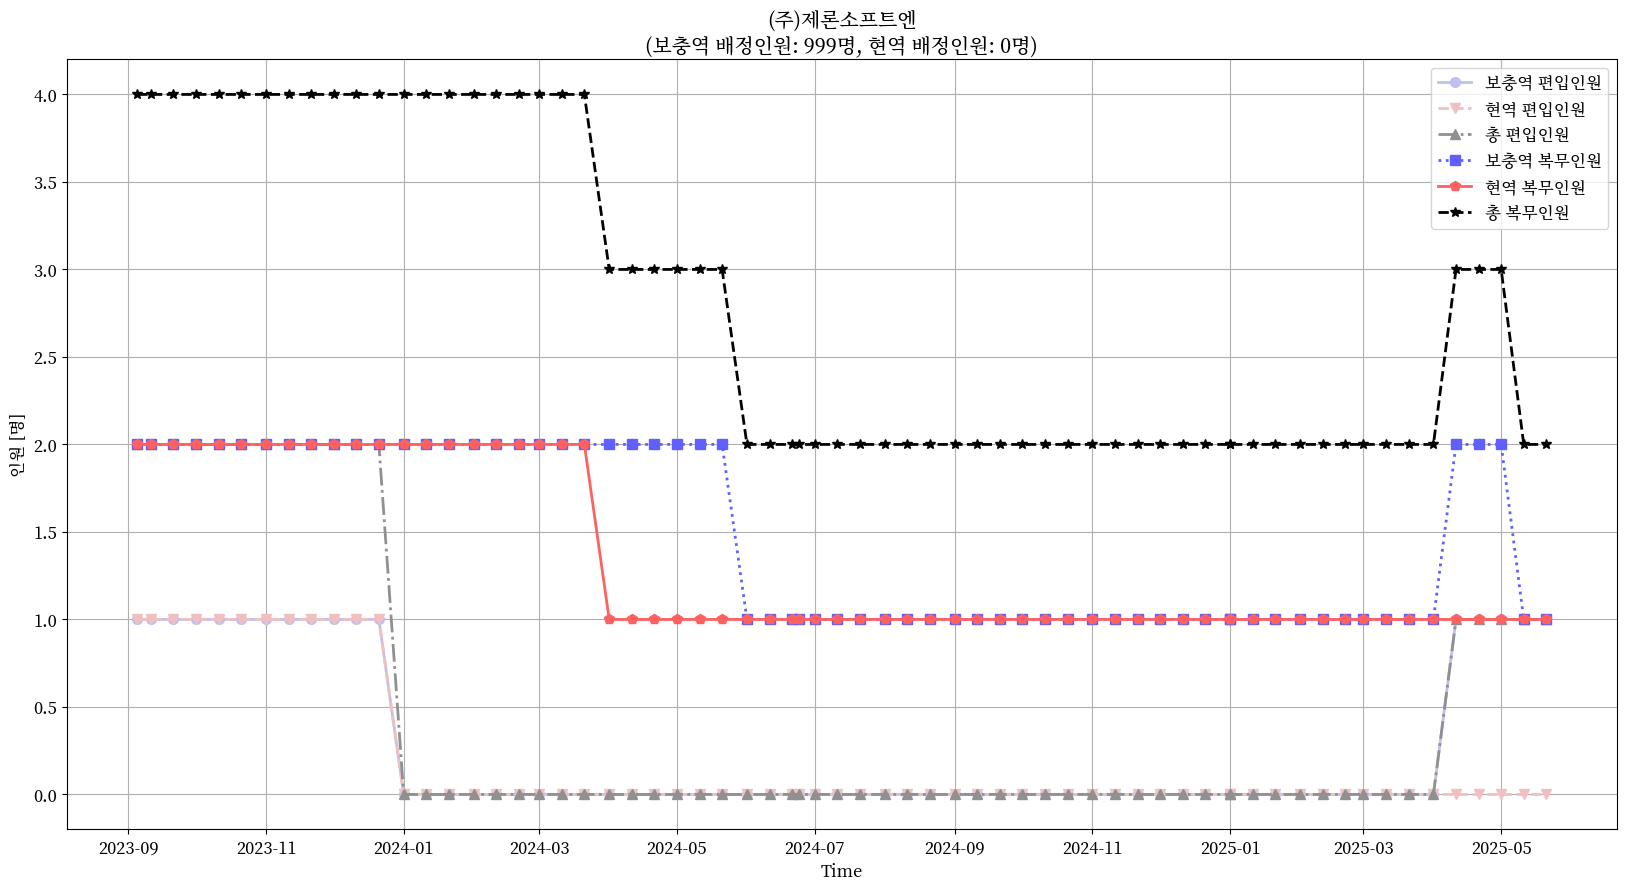 (주)제론소프트엔
(보충역 배정인원: 999명, 현역 배정인원: 0명)
보충역 편입인원
현역 편입인원
총 편입인원
보충역 복무인원
현역 복무인원
총 복무인원
4.0
3.5
3.0
2.5
2.0
1.5
1.0
0.5
0.0
인원 [명]
2023-09 2023-11 2024-01 2024-03 2024-05 2024-07 2024-09 2024-11 2025-01 2025-03 2025-05
Time